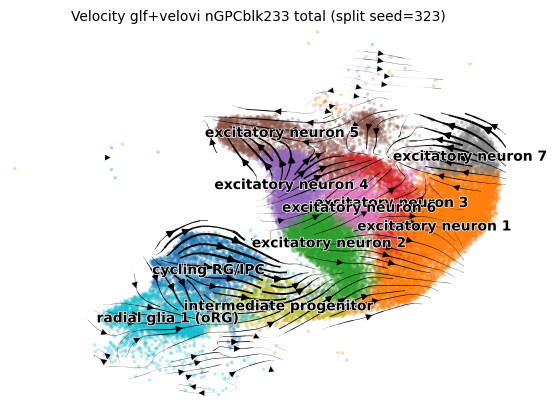 Velocity glf+velovi nGPCblk233 total (split seed=323)
excitatory neuron 5
excitatory neuron 7
excitatory neuron 4
excitatory neuron 3
excitatory neuron 6
excitatory neuron 1
excitatory neuron 2
cycling RG/IPC
intermediate progenitor
radial glia 1 (oRG)